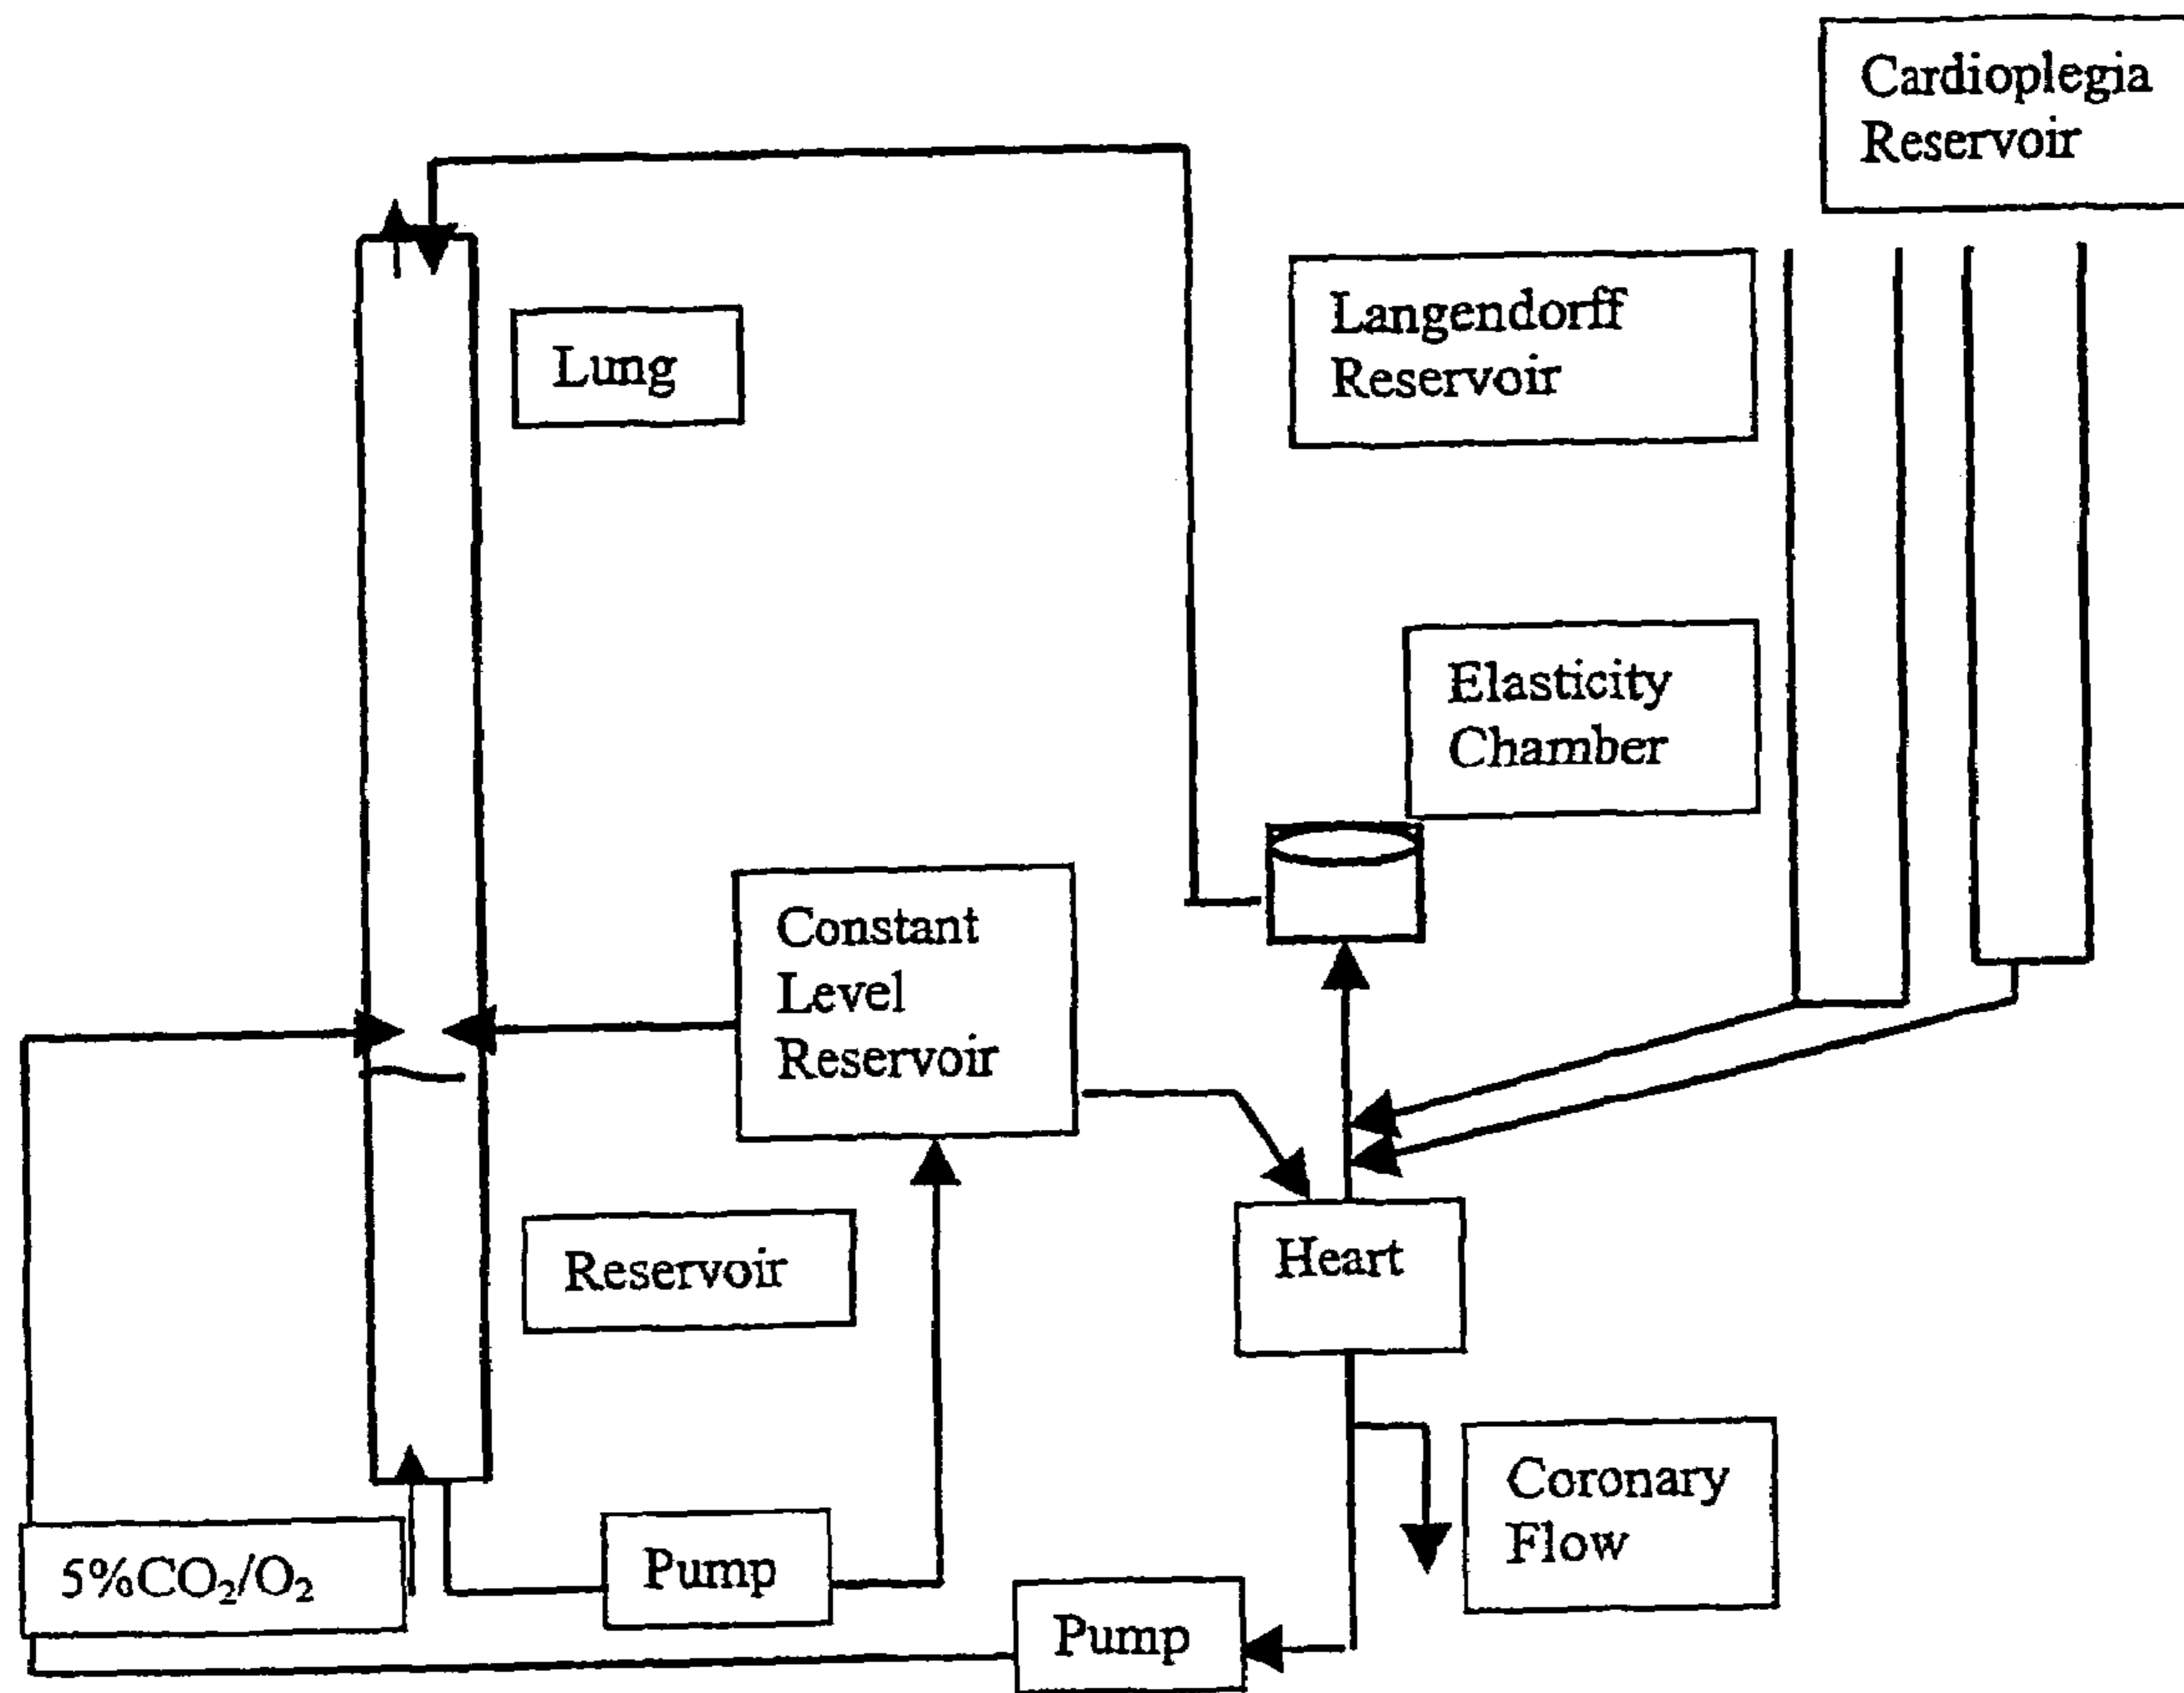 Cardioplegia
Reservoir
Langendorff
Reservoir
Lung
Elasticity
Chamber
Constant
Level
Reservoir
Reservoir
Heart
Coronary
Flow
5%CO₂/O₂
Pump
Pump